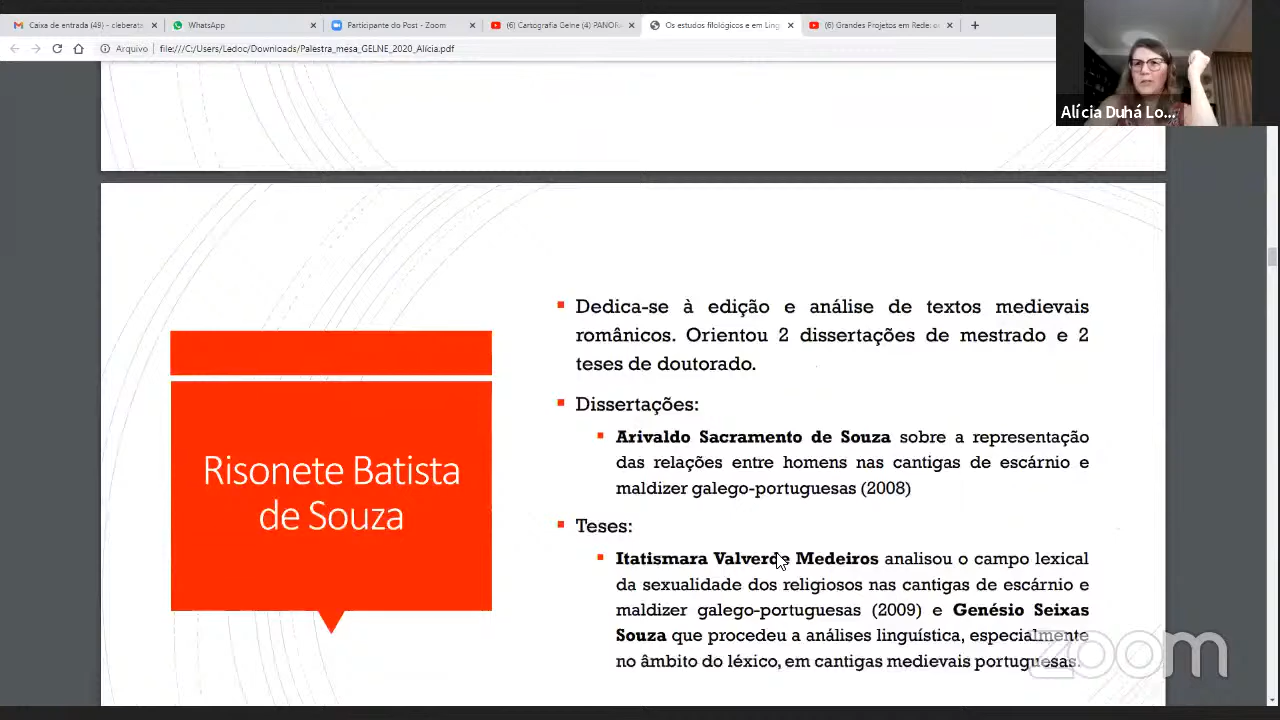 Caixa de entrada (49) - cleberata
WhatsApp
Participante do Post - Zoom
(6) Cartografia Gelne (4) PANOR
Os estudos filológicos e em Ling
(6) Grandes Projetos em Rede: o
Arquivo
file:///C:/Users/Ledoc/Downloads/Palestra_mesa_GELNE_2020_Alícia.pdf
Alícia Duhá Lo...
Risonete Batista
de Souza
Dedica-se à edição e análise de textos medievais
românicos. Orientou 2 dissertações de mestrado e 2
teses de doutorado.
Dissertações:
Arivaldo Sacramento de Souza sobre a representação
das relações entre homens nas cantigas de escárnio e
maldizer galego-portuguesas (2008)
Teses:
Itatismara Valverde Medeiros analisou o campo lexical
da sexualidade dos religiosos nas cantigas de escárnio e
maldizer galego-portuguesas (2009) e Genésio Seixas
Souza que procedeu a análises linguística, especialmente
no âmbito do léxico, em cantigas medievais portuguesas.
zoom